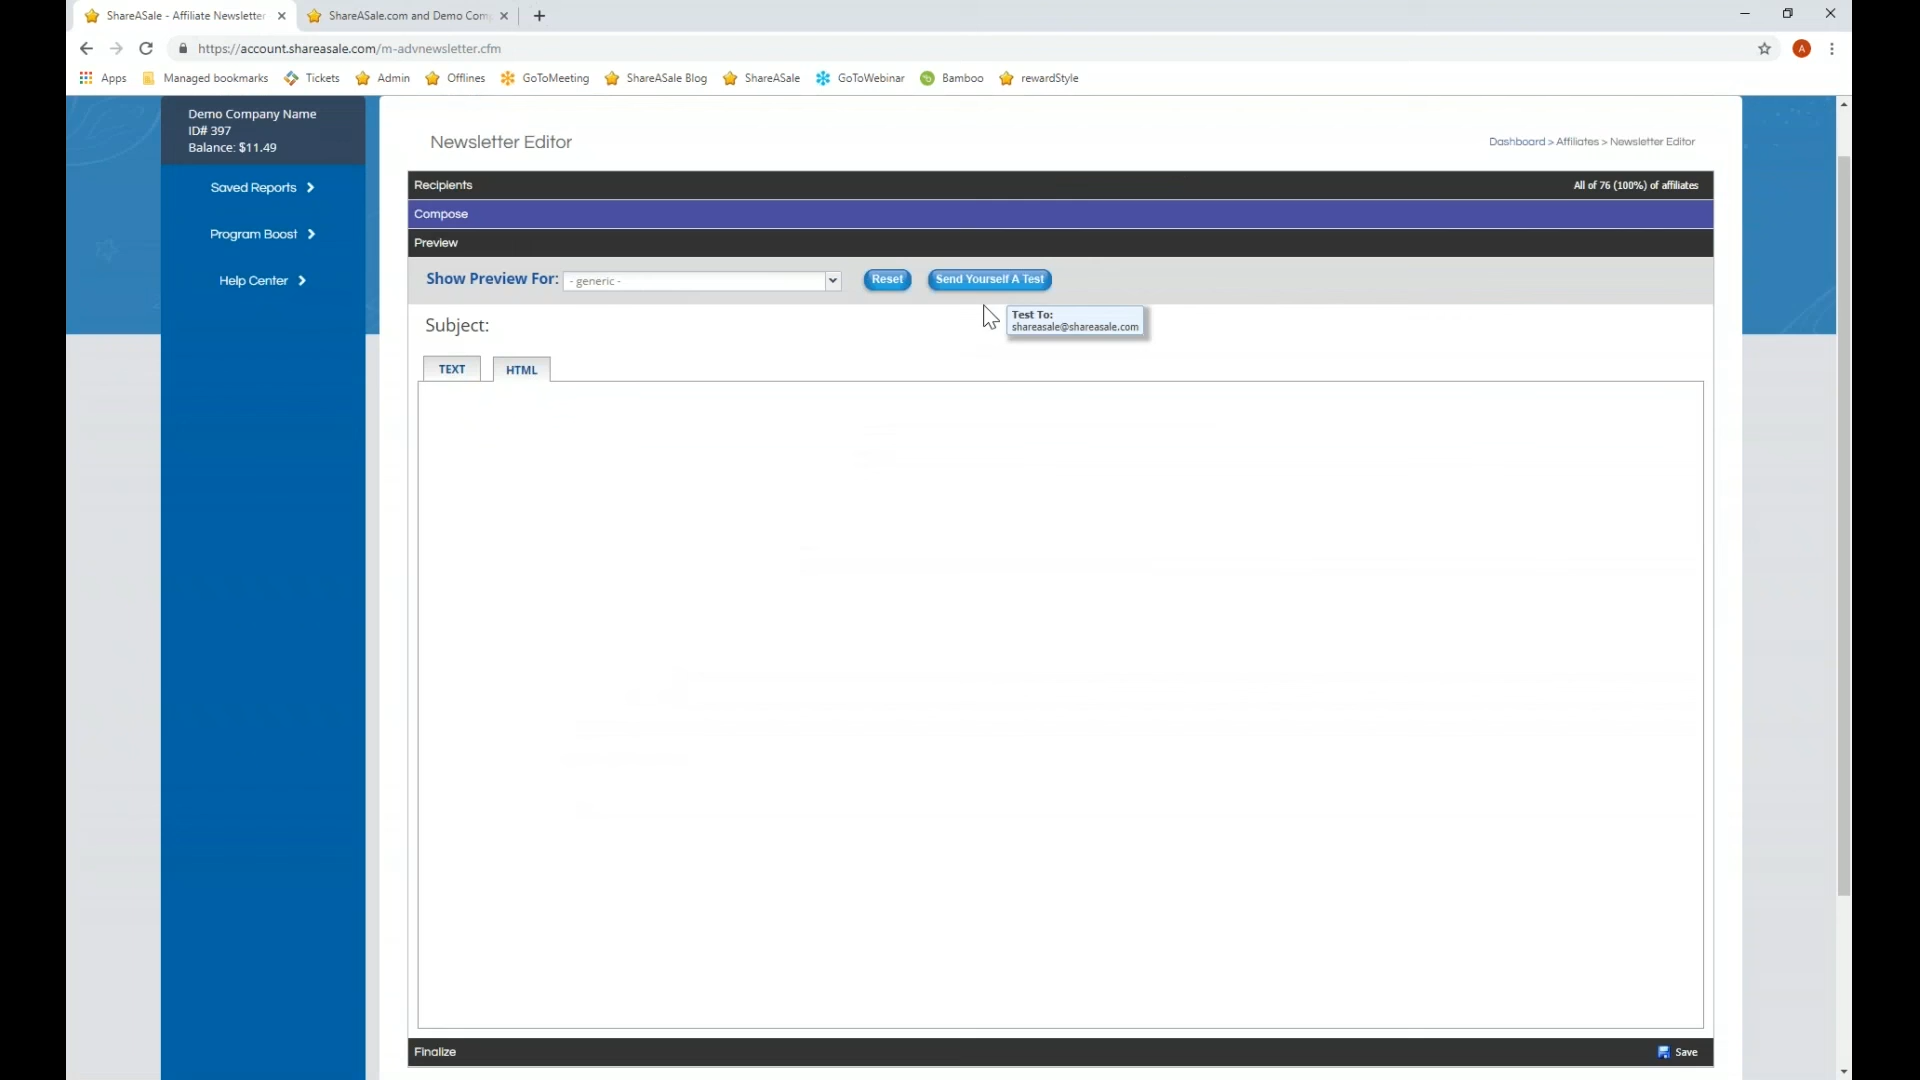 ShareASale - Affiliate Newsletter
ShareASale.com and Demo Com
https://account.shareasale.com/m-advnewsletter.cfm
A
Apps
Managed bookmarks
Tickets
Admin
Offlines
GoToMeeting
ShareASale Blog
ShareASale
GoToWebinar
Bamboo
rewardStyle
Demo Company Name
ID# 397
Balance: $11.49
Saved Reports
Program Boost
Help Center
Newsletter Editor
Dashboard > Affiliates > Newsletter Editor
Recipients
All of 76 (100%) of affiliates
Compose
Preview
Show Preview For:
- generic -
Reset
Send Yourself A Test
Test To:
shareasale@shareasale.com
Subject:
TEXT
HTML
Finalize
Save